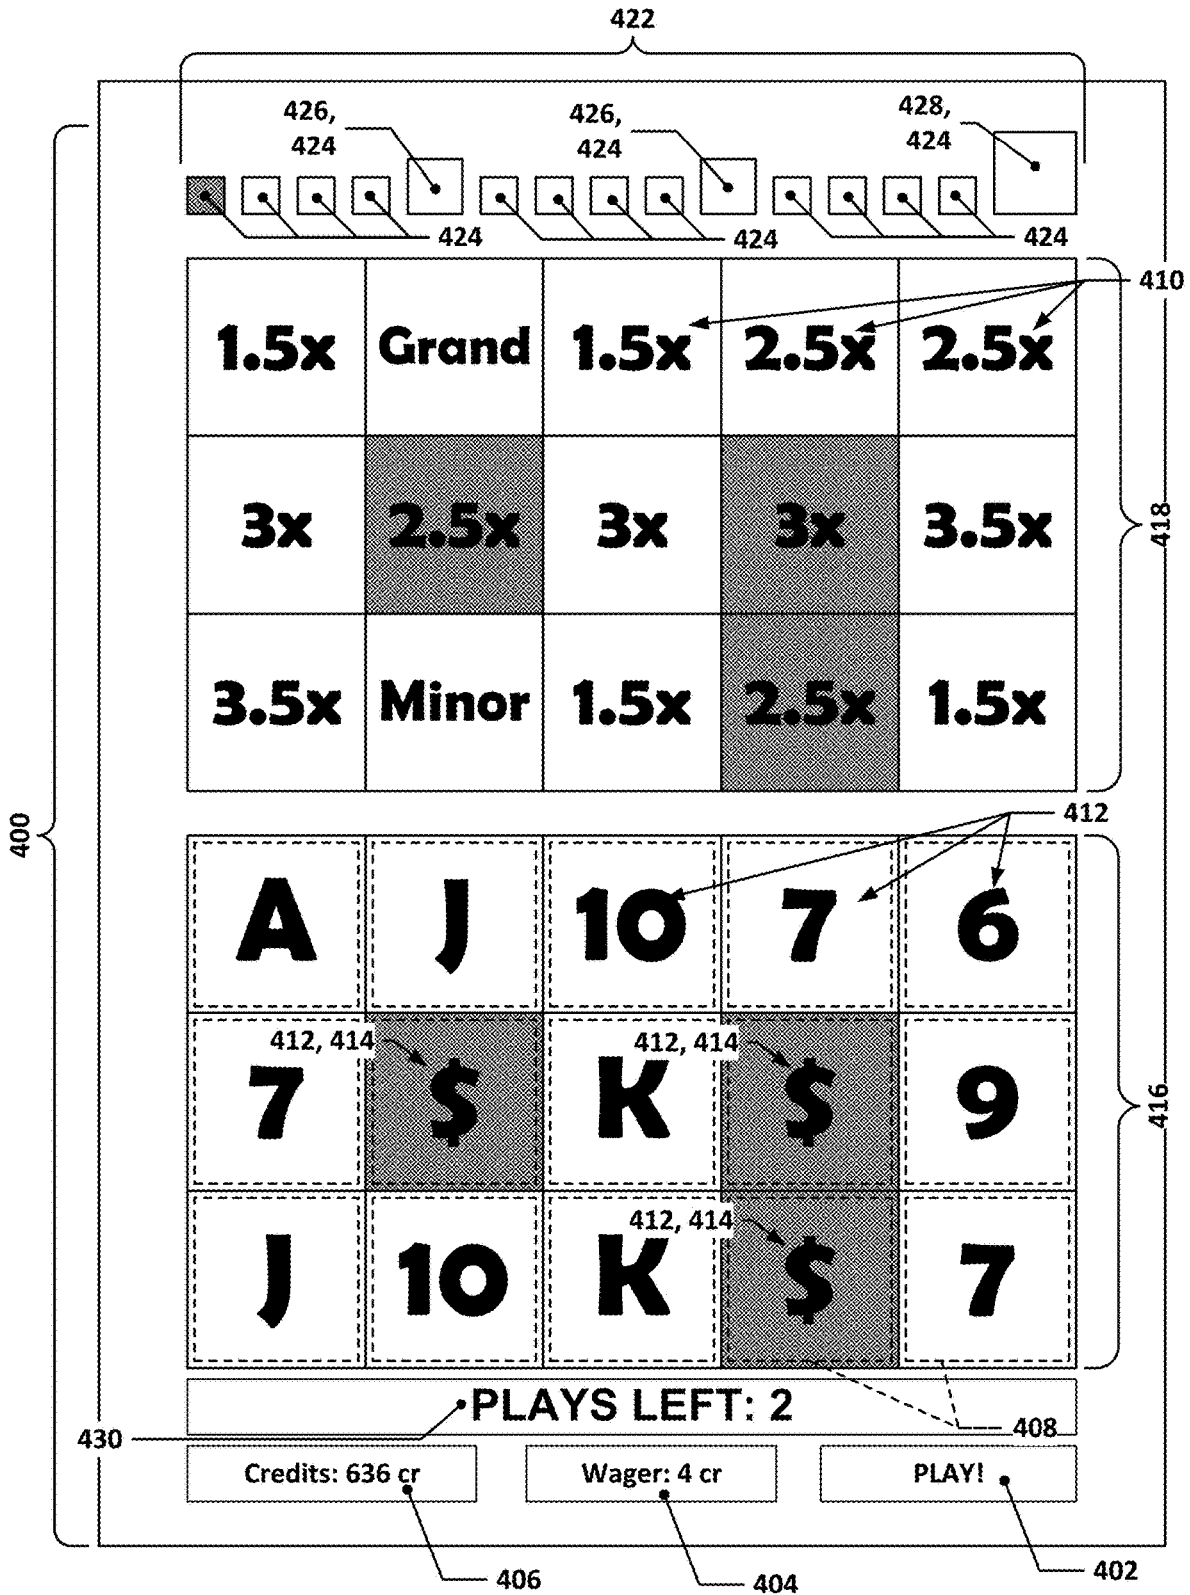 422
426,
424
426,
424
428,
424
424
424
424
410
1.5x Grand 1.5x 2.5x 2.5x
3x 2.5x 3x 3x 3.5x
418
3.5x Minor 1.5x 2.5x 1.5x
400
412
A J 10 7 6
412, 414
412, 414
7 $ K $ 9
416
412, 414
J 10 K $ 7
PLAYS LEFT: 2
408
430
Credits: 636 cr Wager: 4 cr PLAY!
406 404 402